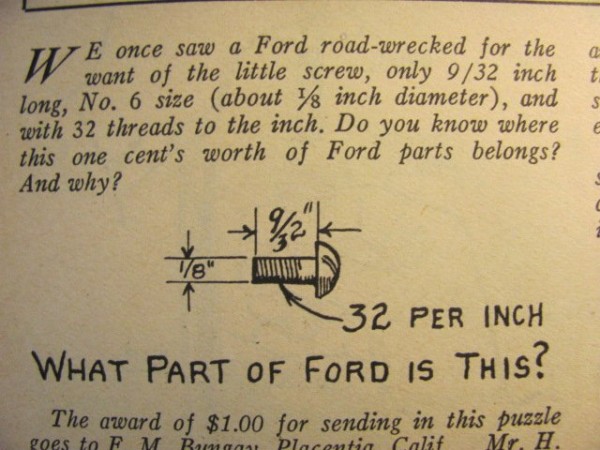 WE once saw a Ford road-wrecked for the
want of the little screw, only 9/32 inch
long, No. 6 size (about ⅛ inch diameter), and
with 32 threads to the inch. Do you know where
this one cent's worth of Ford parts belongs?
And why?
9/32"
1/8"
32 PER INCH
WHAT PART OF FORD IS THIS?
The award of $1.00 for sending in this puzzle
goes to F. M. Bungay, Placentia, Calif. Mr. H.